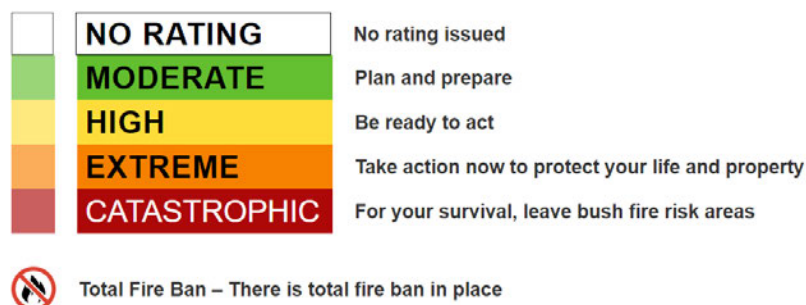 NO RATING No rating issued
MODERATE Plan and prepare
HIGH Be ready to act
EXTREME Take action now to protect your life and property
CATASTROPHIC For your survival, leave bush fire risk areas
Total Fire Ban – There is total fire ban in place